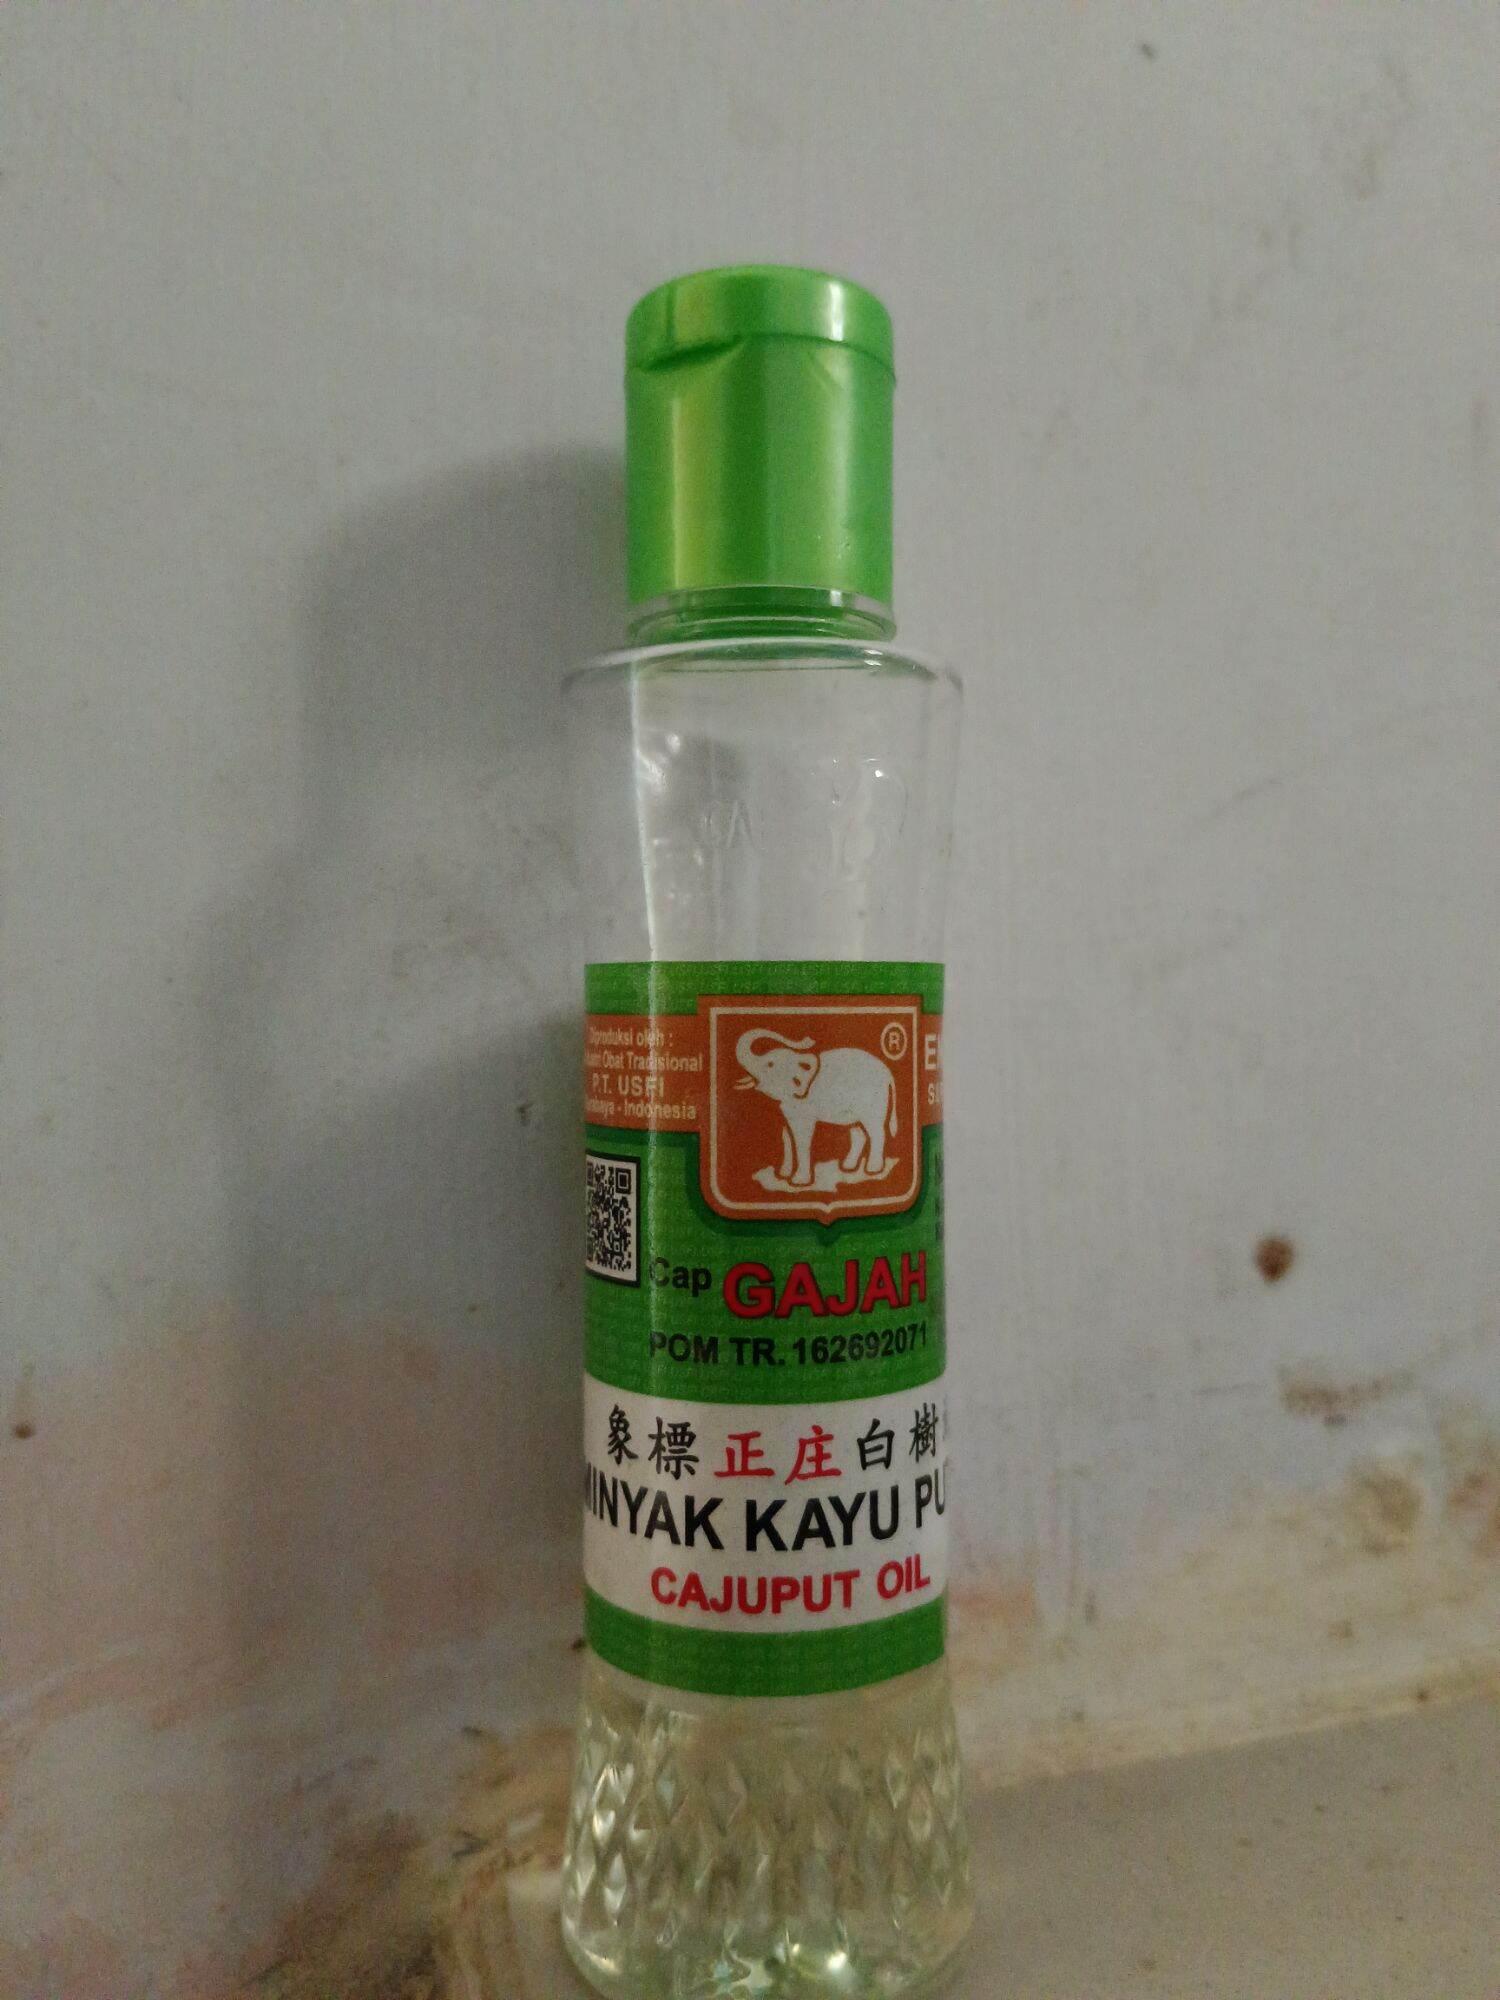 Diproduksi oleh :
Obat Tradisional
P.T. USFI
- Indonesia
®
Cap GAJAH
POM TR. 162692071
象標正庄白樹
MINYAK KAYU
CAJUPUT OIL